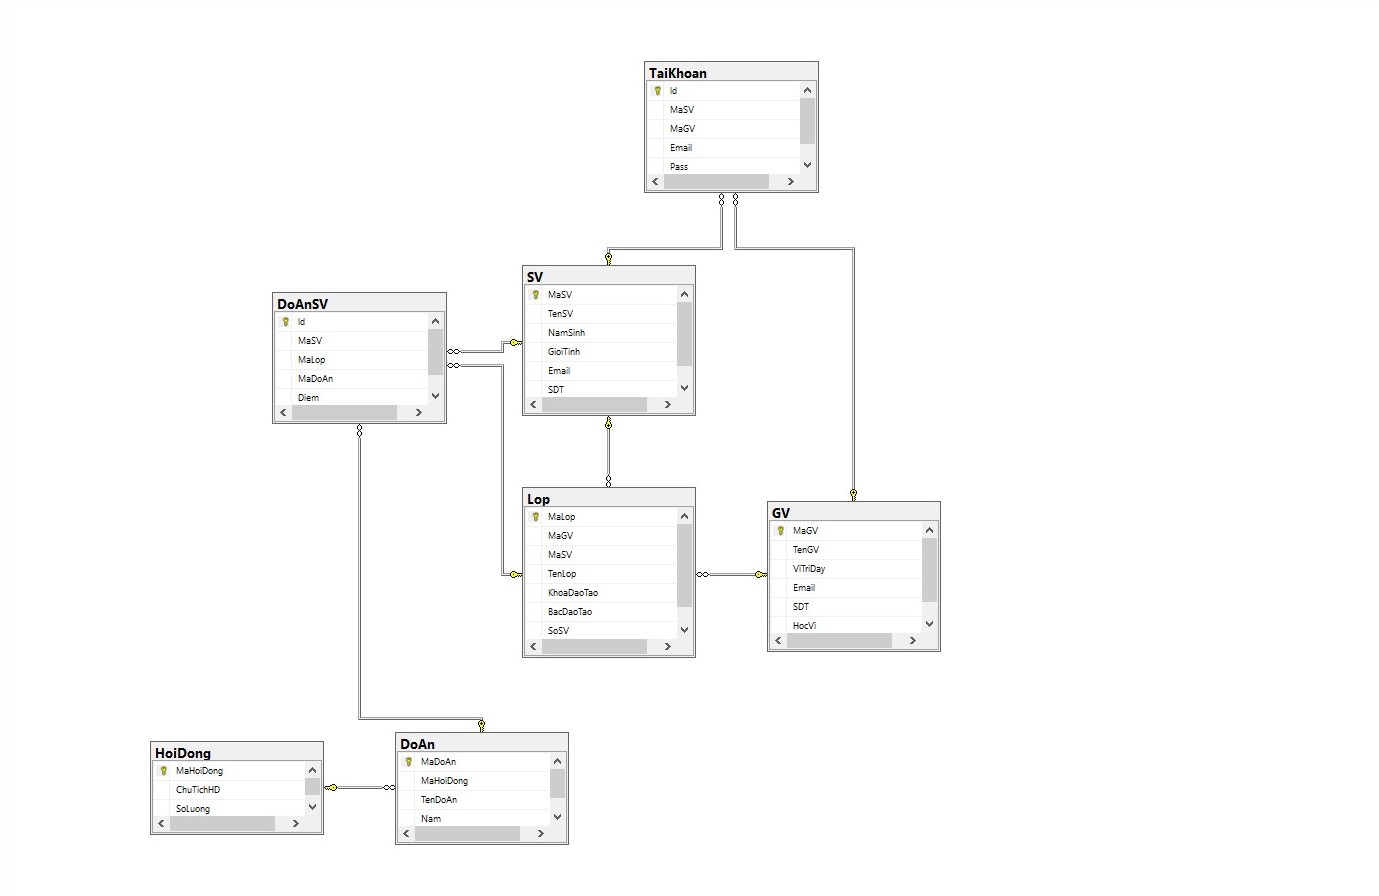 TaiKhoan
Id
MaSV
MaGV
Email
Pass
SV
MaSV
TenSV
NamSinh
GioiTinh
Email
SDT
DoAnSV
Id
MaSV
MaLop
MaDoAn
Diem
Lop
MaLop
MaGV
MaSV
TenLop
KhoaDaoTao
BacDaoTao
SoSV
GV
MaGV
TenGV
ViTriDay
Email
SDT
HocVi
HoiDong
MaHoiDong
ChuTichHD
SoLuong
DoAn
MaDoAn
MaHoiDong
TenDoAn
Nam